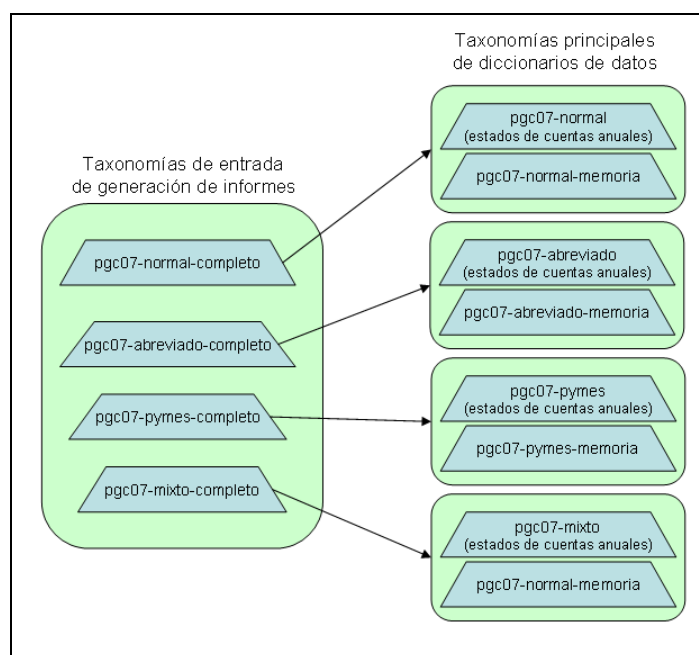 Taxonomías principales
de diccionarios de datos
pgc07-normal
(estados de cuentas anuales)
pgc07-normal-memoria
Taxonomías de entrada
de generación de informes
pgc07-normal-completo
pgc07-abreviado
(estados de cuentas anuales)
pgc07-abreviado-memoria
pgc07-abreviado-completo
pgc07-pymes
(estados de cuentas anuales)
pgc07-pymes-memoria
pgc07-pymes-completo
pgc07-mixto-completo
pgc07-mixto
(estados de cuentas anuales)
pgc07-normal-memoria